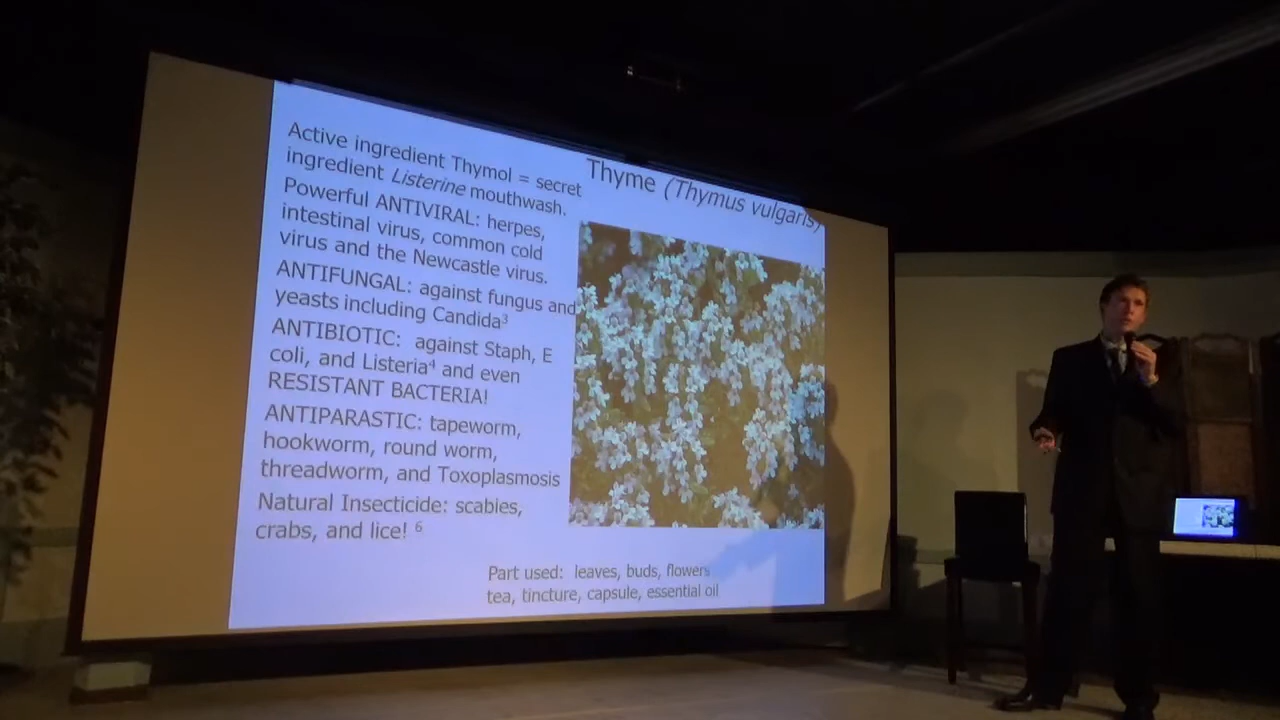 Thyme (Thymus vulgaris)
Active ingredient Thymol = secret
ingredient Listerine mouthwash.
Powerful ANTIVIRAL: herpes,
intestinal virus, common cold
virus and the Newcastle virus.
ANTIFUNGAL: against fungus and
yeasts including Candida³
ANTIBIOTIC: against Staph, E
coli, and Listeria⁴ and even
RESISTANT BACTERIA!
ANTIPARASTIC: tapeworm,
hookworm, round worm,
threadworm, and Toxoplasmosis
Natural Insecticide: scabies,
crabs, and lice! ⁶
Part used: leaves, buds, flowers
tea, tincture, capsule, essential oil